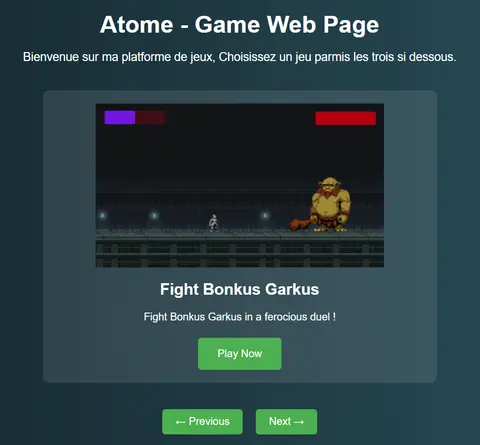 Atome - Game Web Page
Bienvenue sur ma platforme de jeux, Choisissez un jeu parmis les trois si dessous.
Fight Bonkus Garkus
Fight Bonkus Garkus in a ferocious duel !
Play Now
← Previous
Next →